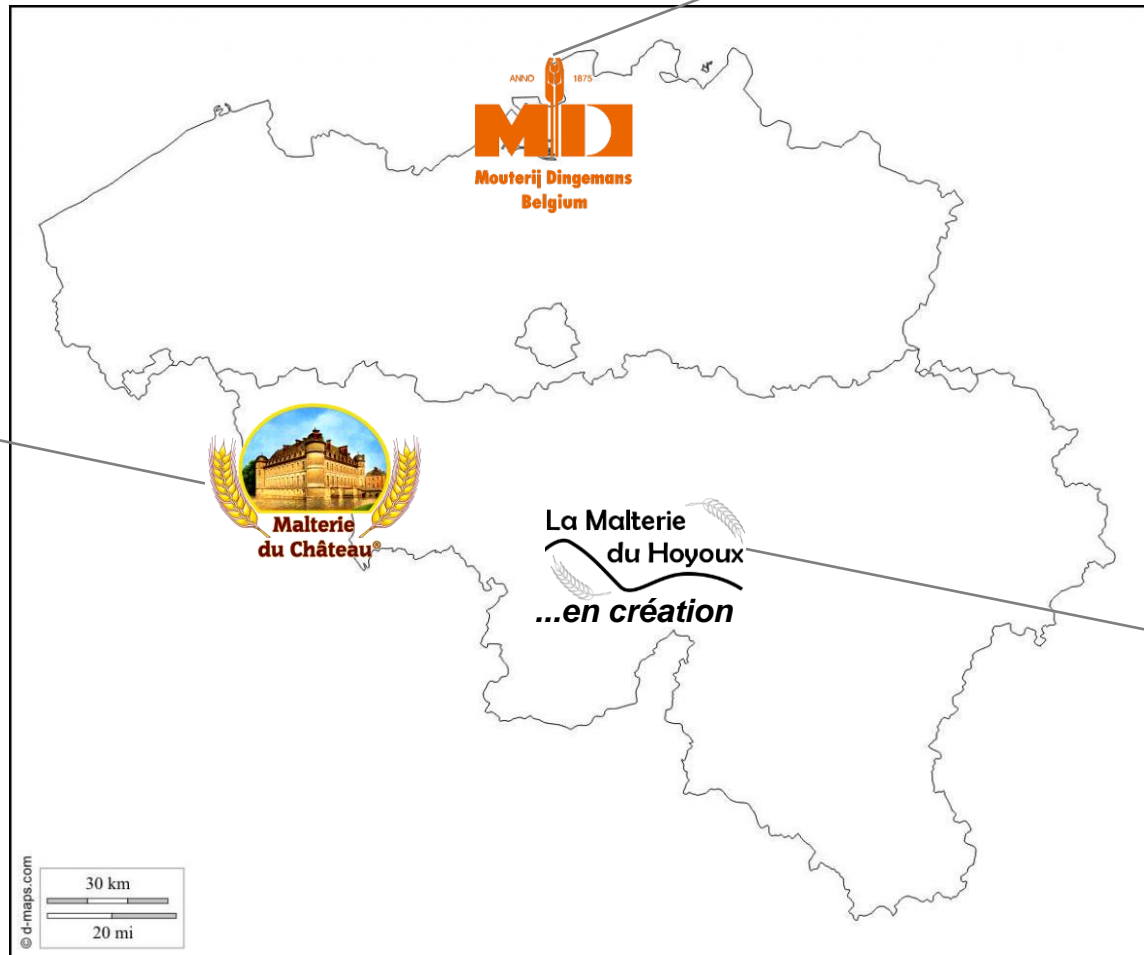 ANNO 1875
MD
Mouterij Dingemans
Belgium
Malterie
du Château®
La Malterie
du Hoyoux
...en création
30 km
20 mi
© d-maps.com